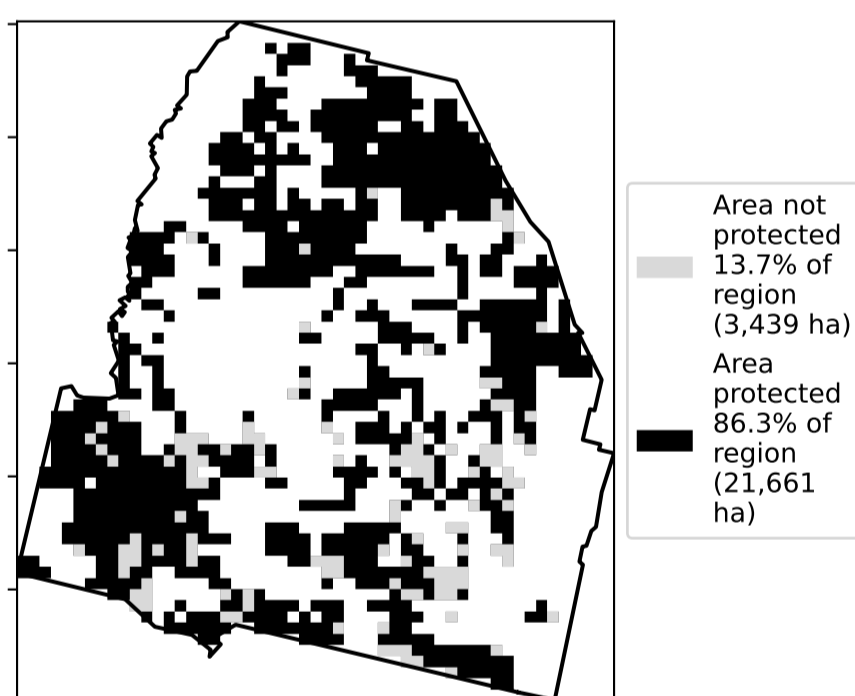 Area not
protected
13.7% of
region
(3,439 ha)
Area
protected
86.3% of
region
(21,661
ha)